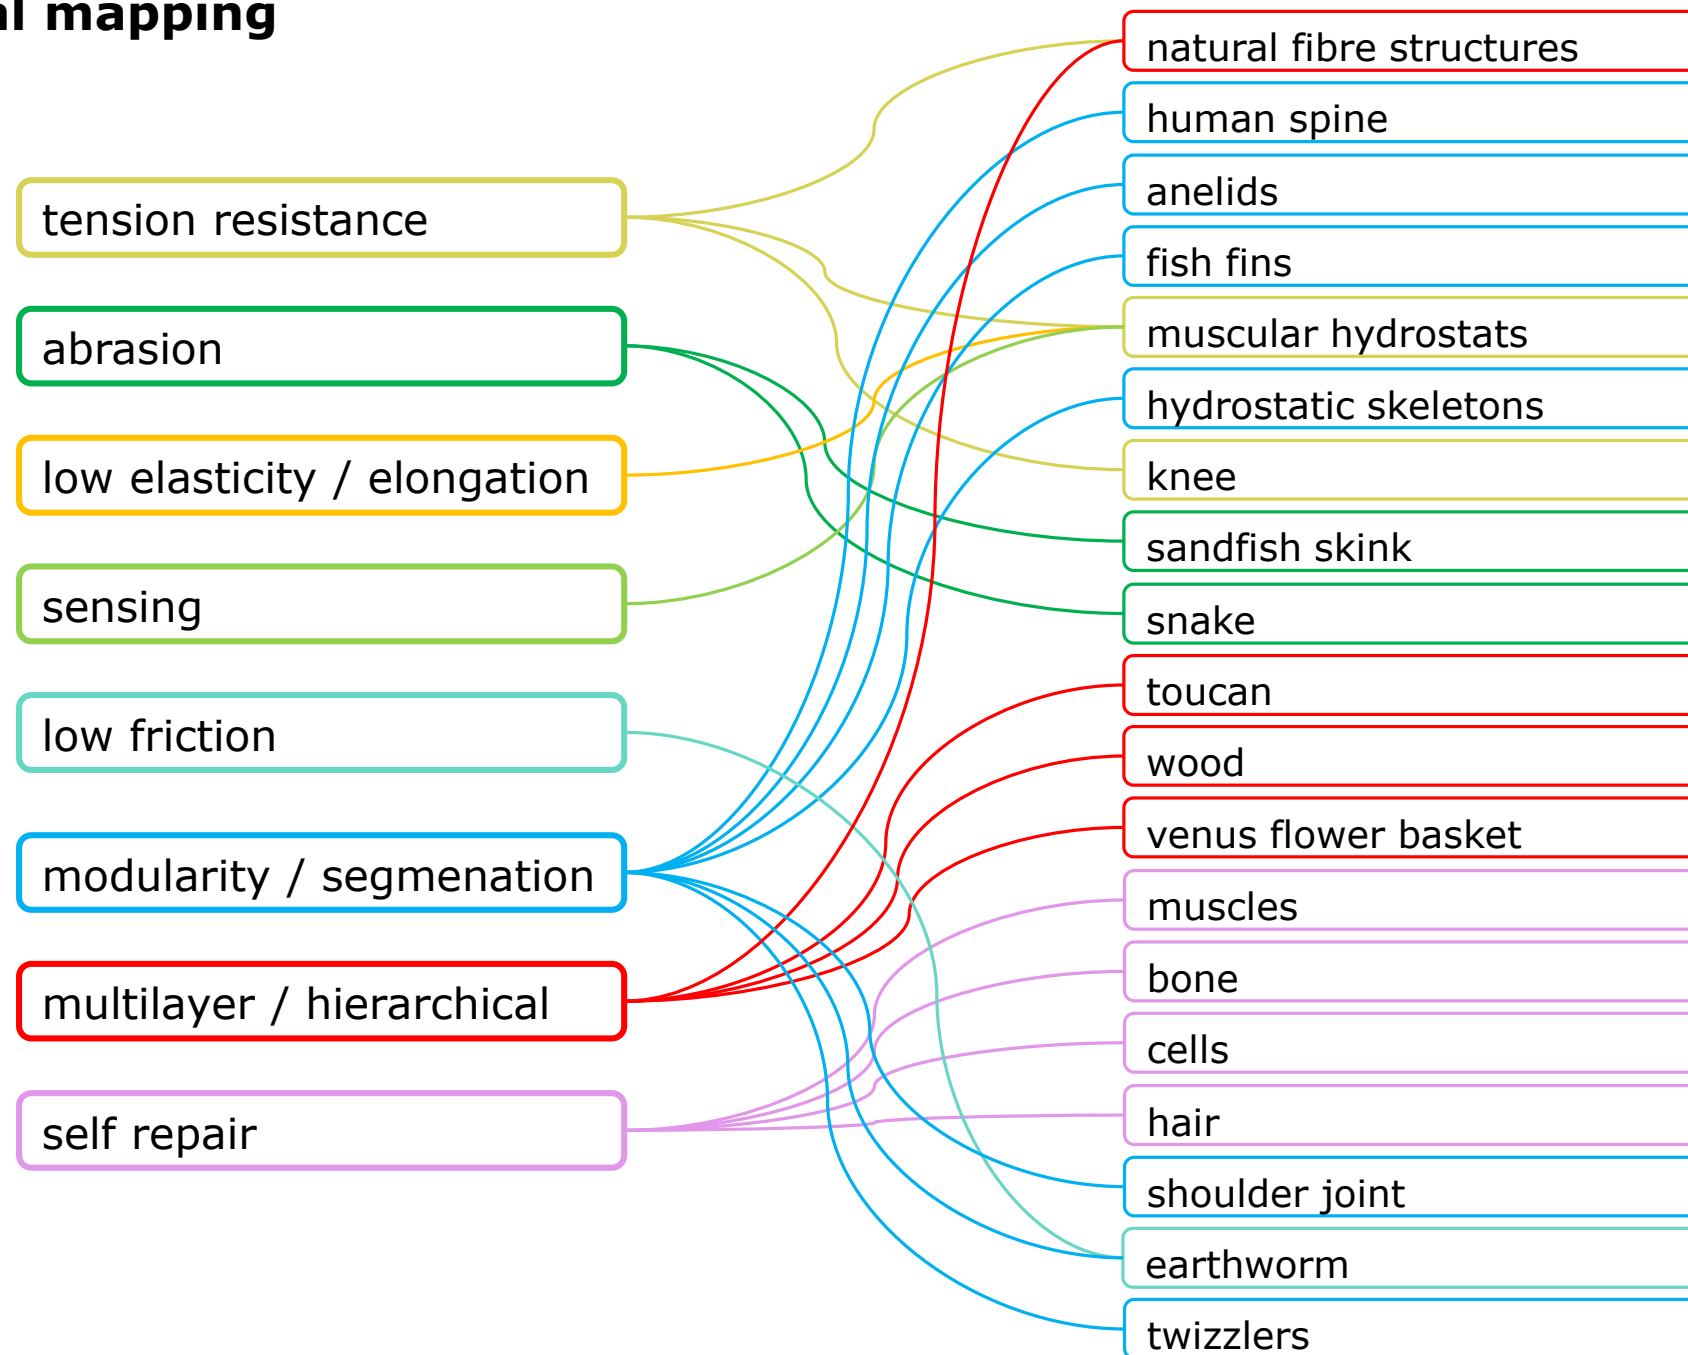 al mapping
tension resistance
abrasion
low elasticity / elongation
sensing
low friction
modularity / segmenation
multilayer / hierarchical
self repair
natural fibre structures
human spine
anelids
fish fins
muscular hydrostats
hydrostatic skeletons
knee
sandfish skink
snake
toucan
wood
venus flower basket
muscles
bone
cells
hair
shoulder joint
earthworm
twizzlers